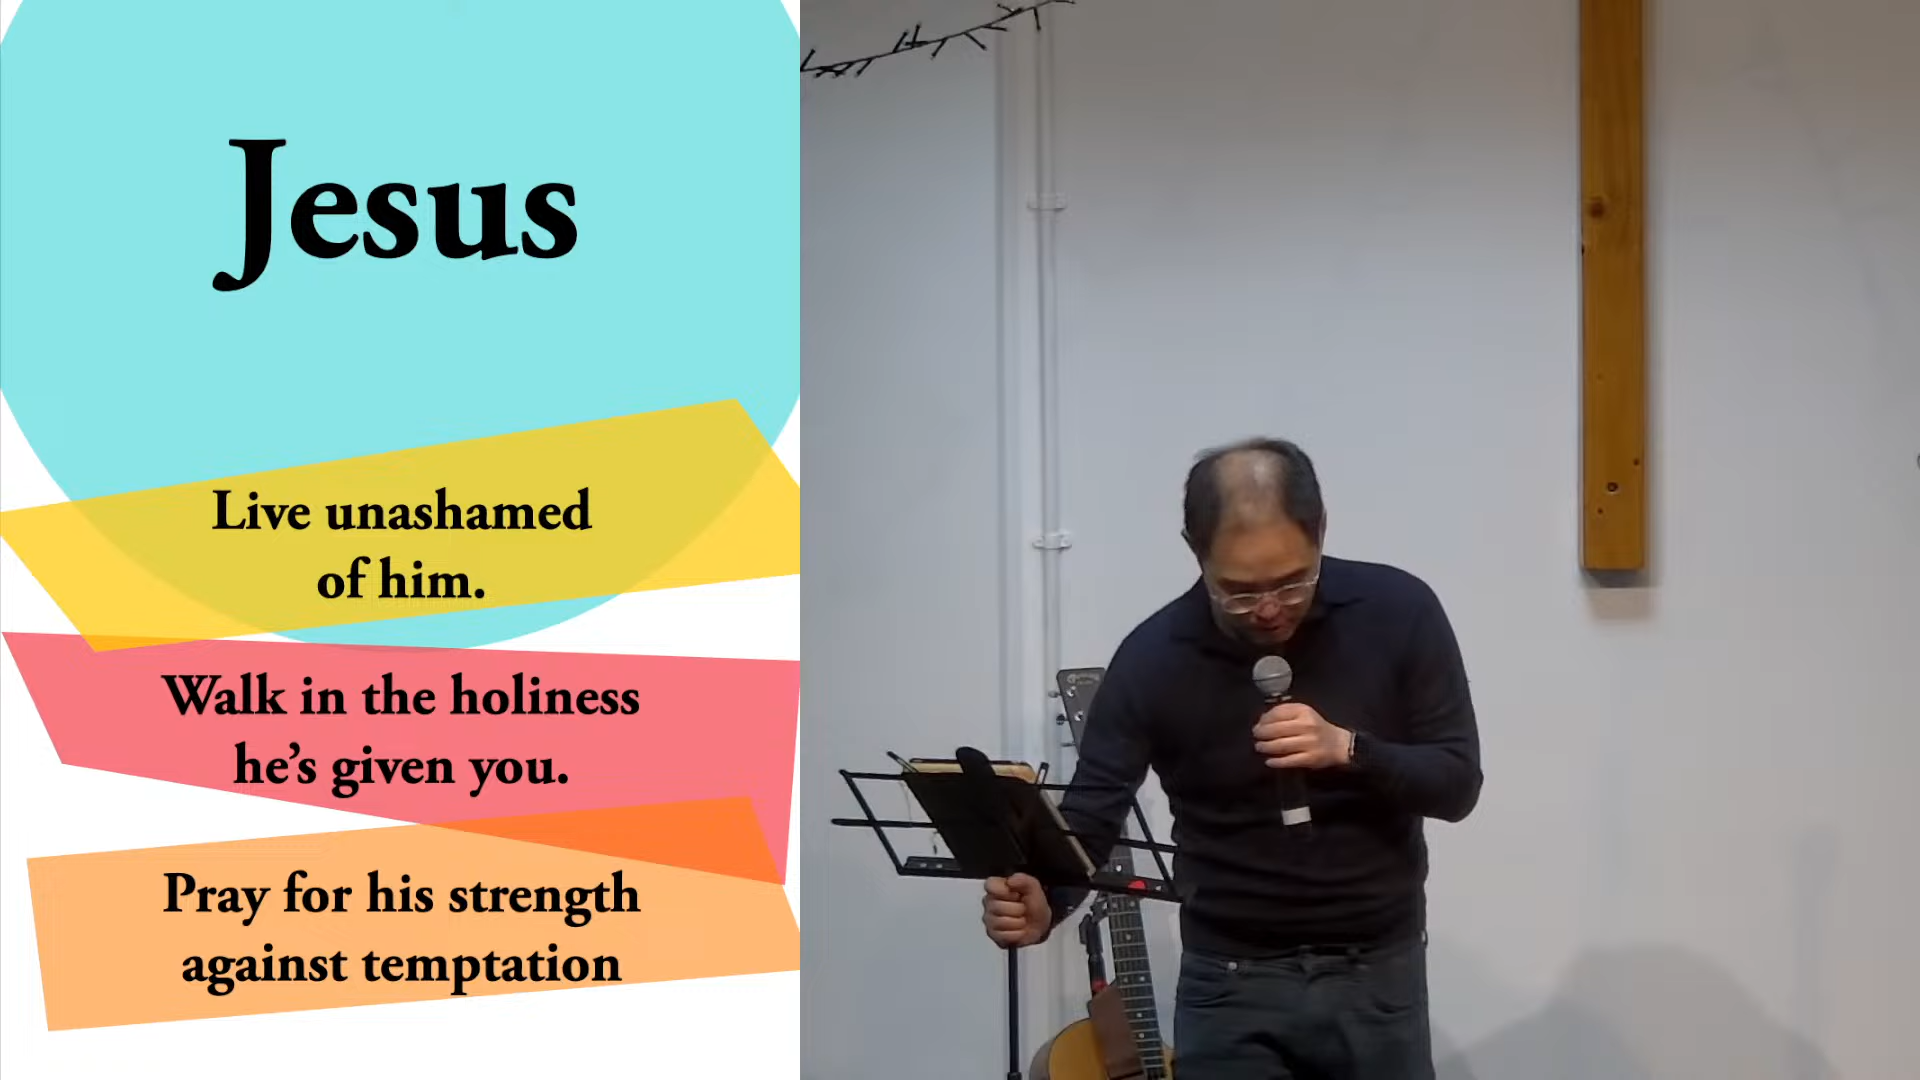 Jesus
Live unashamed
of him.
Walk in the holiness
he's given you.
Pray for his strength
against temptation